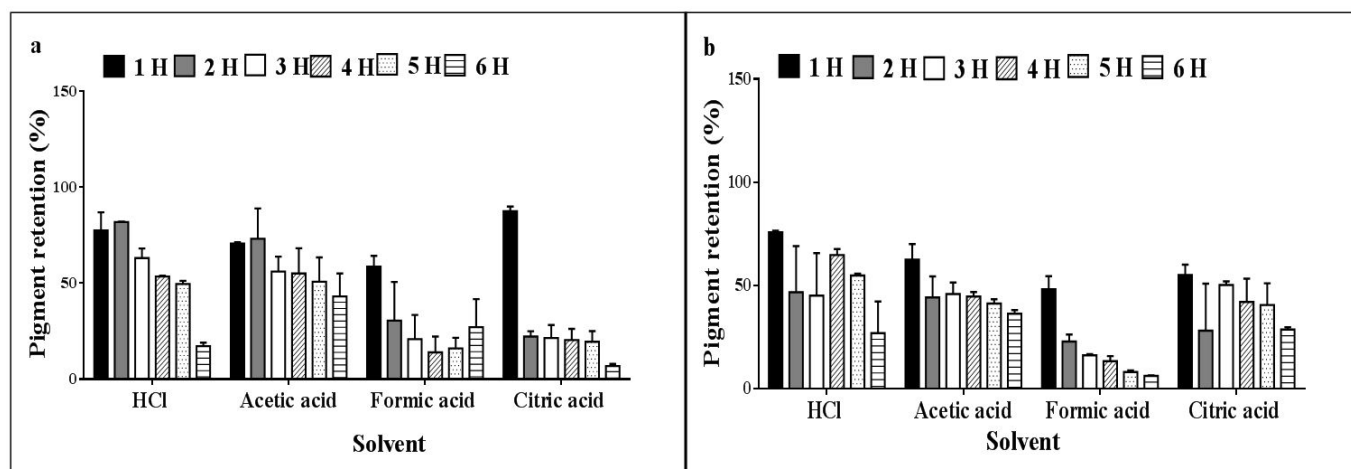 a
1 H 2 H 3 H 4 H 5 H 6 H
150
100
50
0
Pigment retention (%)
HCl Acetic acid Formic acid Citric acid
Solvent
b
1 H 2 H 3 H 4 H 5 H 6 H
150
100
50
0
Pigment retention (%)
HCl Acetic acid Formic acid Citric acid
Solvent